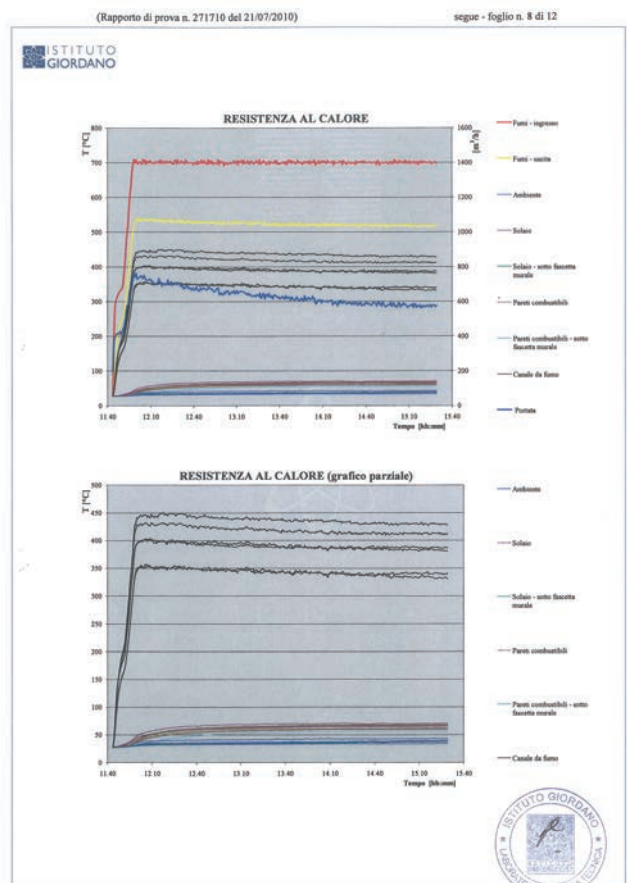 (Rapporto di prova n. 271710 del 21/07/2010)
segue - foglio n. 8 di 12
ISTITUTO
GIORDANO
RESISTENZA AL CALORE
T [°C]
[m³/h]
800
700
600
500
400
300
200
100
0
1600
1400
1200
1000
800
600
400
200
0
11.40
12.10
12.40
13.10
13.40
14.10
14.40
15.10
15.40
Tempo [hh:mm]
Fumi - ingresso
Fumi - uscita
Ambiente
Solaio
Solaio - sotto fascetta
murale
Pareti combustibili
Pareti combustibili - sotto
fascetta murale
Canale da fumo
Portata
RESISTENZA AL CALORE (grafico parziale)
T [°C]
500
450
400
350
300
250
200
150
100
50
0
11.40
12.10
12.40
13.10
13.40
14.10
14.40
15.10
15.40
Tempo [hh:mm]
Ambiente
Solaio
Solaio - sotto fascetta
murale
Pareti combustibili
Pareti combustibili - sotto
fascetta murale
Canale da fumo
ISTITUTO GIORDANO